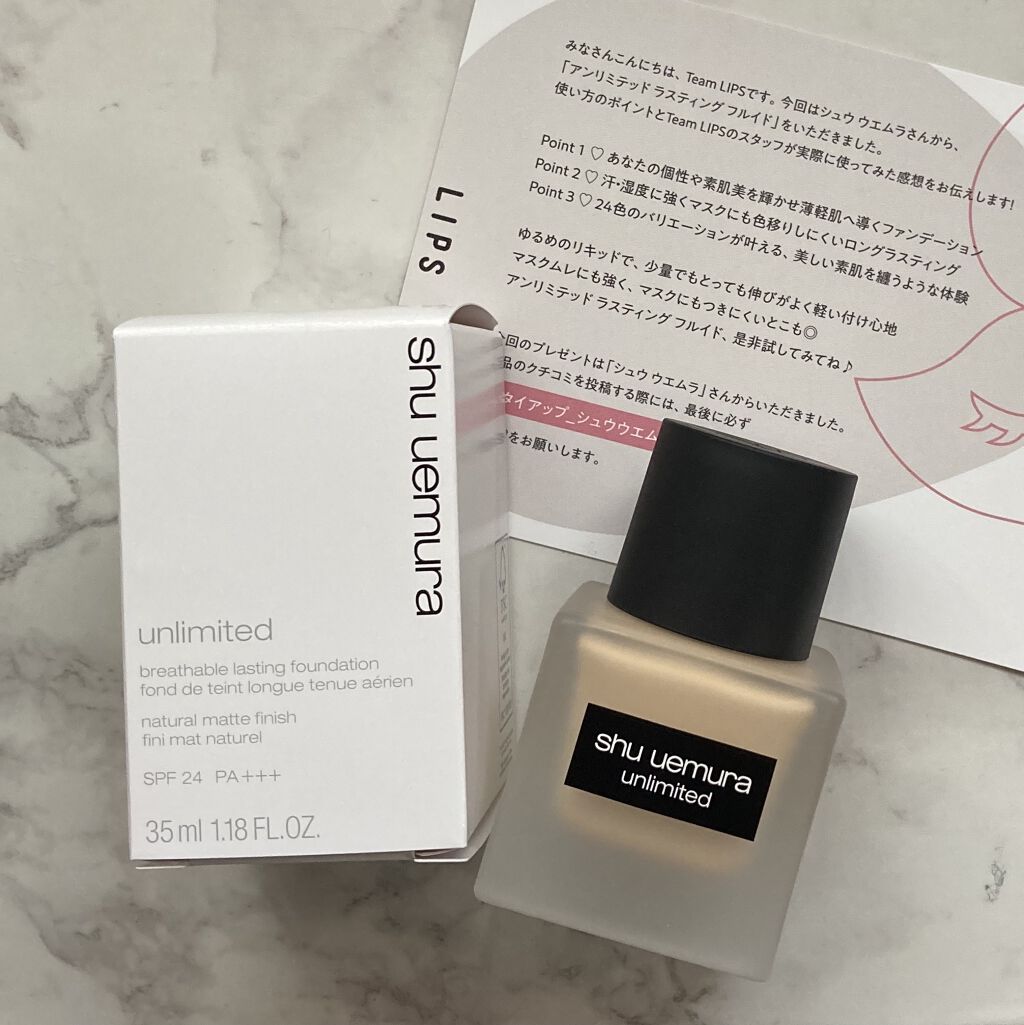 みなさんこんにちは、Team LIPSです。今回はシュウ ウエムラさんから、
「アンリミテッド ラスティング フルイド」をいただきました。
使い方のポイントとTeam LIPSのスタッフが実際に使ってみた感想をお伝えします!
Point 1 ♡ あなたの個性や素肌美を輝かせ薄軽肌へ導くファンデーション
Point 2 ♡ 汗・湿度に強くマスクにも色移りしにくいロングラスティング
Point 3 ♡ 24色のバリエーションが叶える、美しい素肌を纏うような体験
ゆるめのリキッドで、少量でもとっても伸びがよく軽い付け心地
マスクムレにも強く、マスクにもつきにくいとこも◎
アンリミテッド ラスティング フルイド、是非試してみてね♪
今回のプレゼントは「シュウ ウエムラ」さんからいただきました。
品のクチコミを投稿する際には、最後に必ず
タイアップ_シュウウエム
をお願いします。
LIPS
shu uemura
unlimited
breathable lasting foundation
fond de teint longue tenue aérien
natural matte finish
fini mat naturel
SPF 24 PA+++
35 ml 1.18 FL.OZ.
shu uemura
unlimited